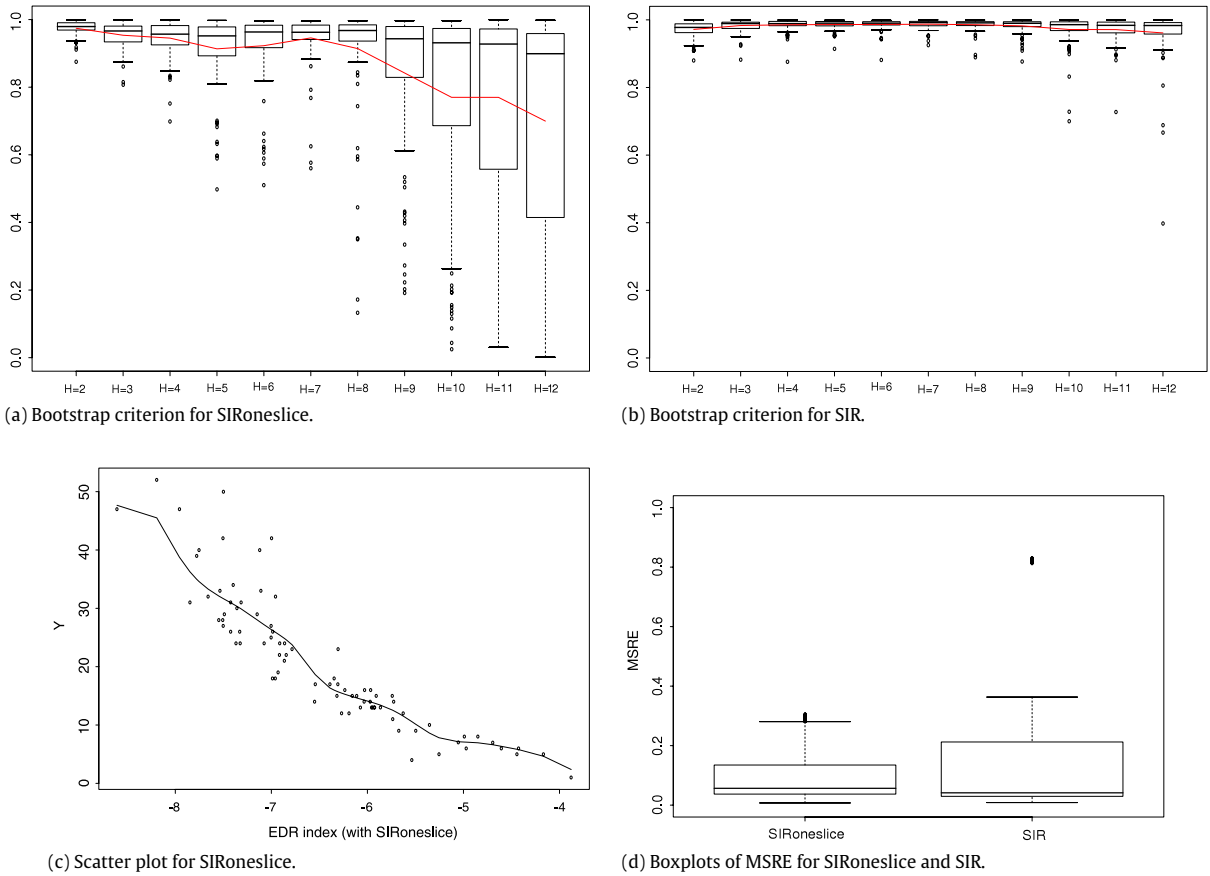 1.0
0.8
0.6
0.4
0.2
0.0
H=2 H=3 H=4 H=5 H=6 H=7 H=8 H=9 H=10 H=11 H=12
(a) Bootstrap criterion for SIRoneslice.
1.0
0.8
0.6
0.4
0.2
0.0
H=2 H=3 H=4 H=5 H=6 H=7 H=8 H=9 H=10 H=11 H=12
(b) Bootstrap criterion for SIR.
50
40
30
20
10
0
Y
-8 -7 -6 -5 -4
EDR index (with SIRoneslice)
(c) Scatter plot for SIRoneslice.
1.0
0.8
0.4
0.2
0.0
MSRE
SIRoneslice SIR
(d) Boxplots of MSRE for SIRoneslice and SIR.